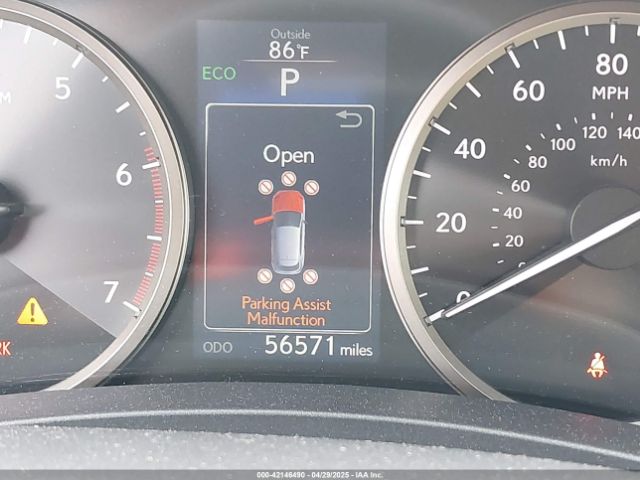 Outside
86°F
ECO
P
Open
Parking Assist
Malfunction
ODO 56571 miles
5
6
7
80
MPH
60
40
20
0
140
120
100
80
km/h
60
40
20
000-42146490 - 04/29/2025 - IAA Inc.